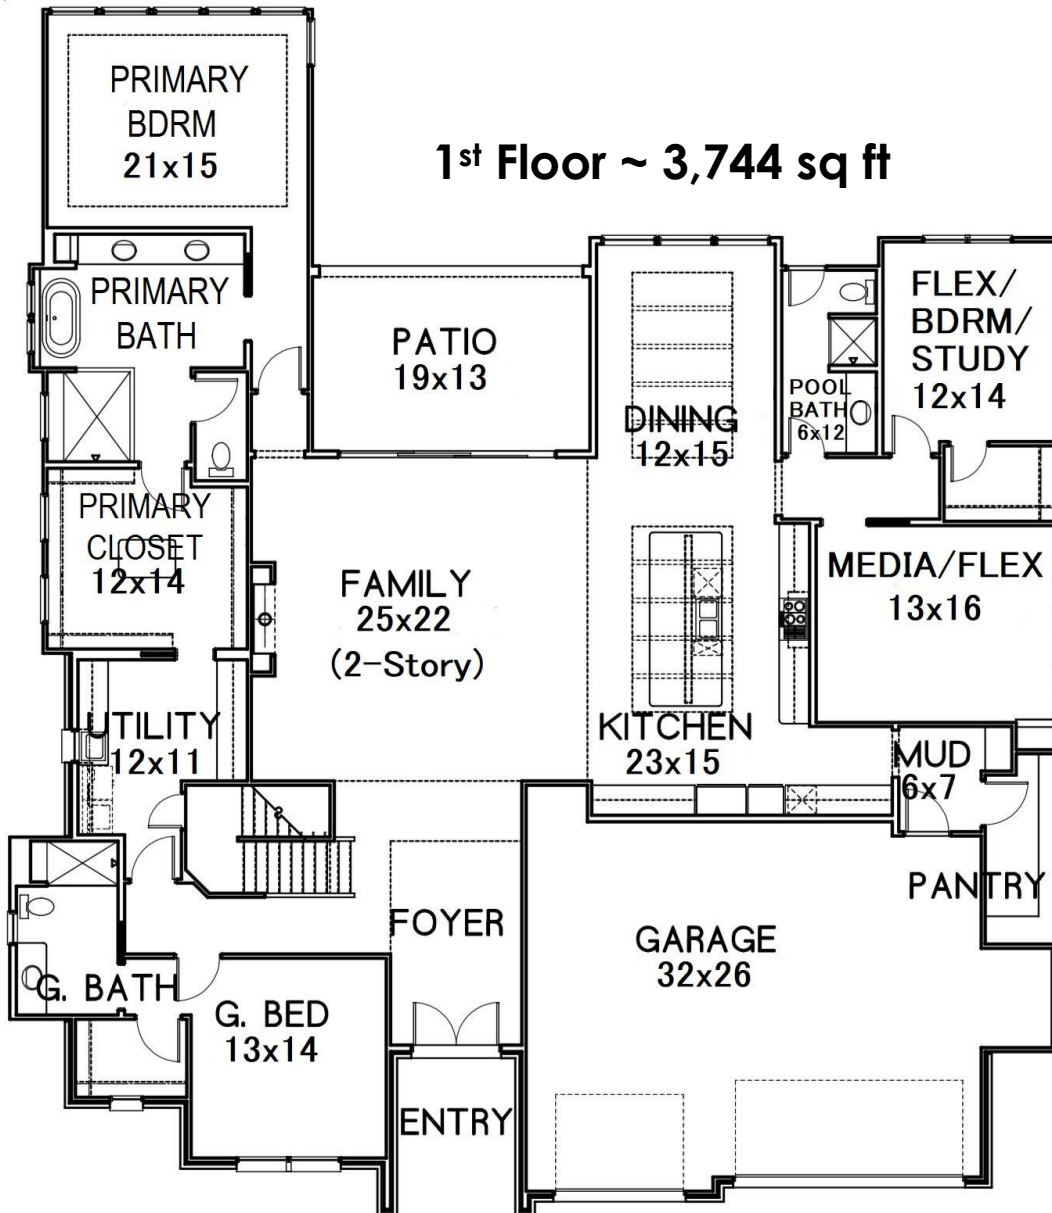 PRIMARY
BDRM
21x15
1st Floor ~ 3,744 sq ft
PRIMARY
BATH
PATIO
19x13
DINING
12x15
POOL
BATH
6x12
FLEX/
BDRM/
STUDY
12x14
PRIMARY
CLOSET
12x14
FAMILY
25x22
(2-Story)
MEDIA/FLEX
13x16
UTILITY
12x11
KITCHEN
23x15
MUD
6x7
PANTRY
FOYER
GARAGE
32x26
G. BATH
G. BED
13x14
ENTRY